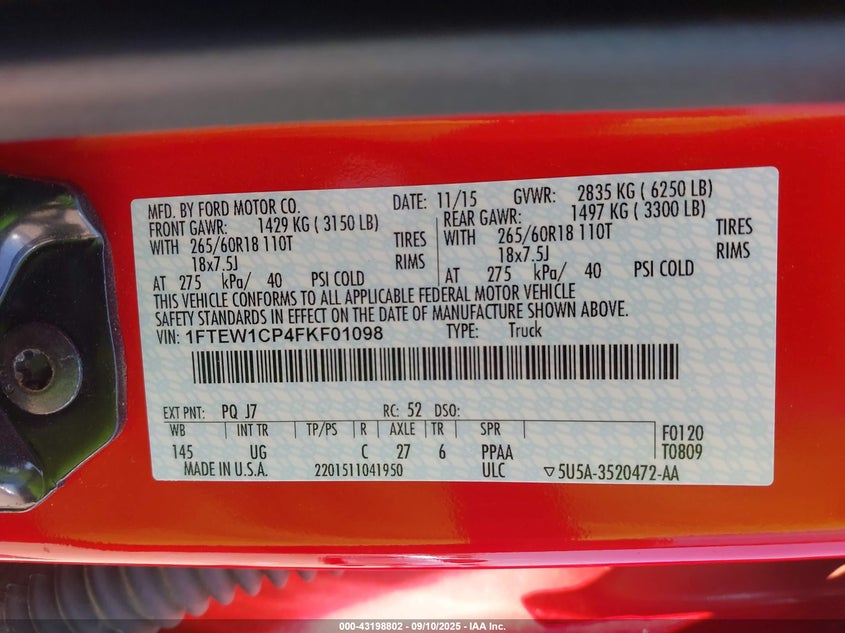 MFD. BY FORD MOTOR CO. DATE: 11/15 GVWR: 2835 KG ( 6250 LB)
FRONT GAWR: 1429 KG ( 3150 LB) REAR GAWR: 1497 KG ( 3300 LB)
WITH 265/60R18 110T TIRES WITH 265/60R18 110T TIRES
18x7.5J RIMS 18x7.5J RIMS
AT 275 kPa/ 40 PSI COLD AT 275 kPa/ 40 PSI COLD
THIS VEHICLE CONFORMS TO ALL APPLICABLE FEDERAL MOTOR VEHICLE
SAFETY STANDARDS IN EFFECT ON THE DATE OF MANUFACTURE SHOWN ABOVE.
VIN: 1FTEW1CP4FKF01098 TYPE: Truck
EXT PNT: PQ J7 RC: 52 DSO:
WB INT TR TP/PS R AXLE TR SPR F0120
145 UG C 27 6 PPAA T0809
MADE IN U.S.A. 2201511041950 ULC ▽5U5A-3520472-AA
000-43198802 - 09/10/2025 - IAA Inc.